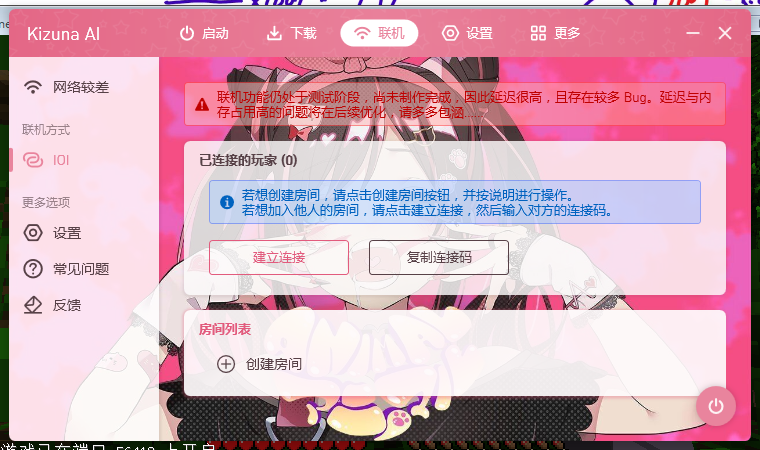 Kizuna AI
启动
下载
联机
设置
更多
网络较差
联机方式
IOI
更多选项
设置
常见问题
反馈
联机功能仍处于测试阶段，尚未制作完成，因此延迟很高，且存在较多 Bug。延迟与内
存占用高的问题将在后续优化，请多多包涵.....
已连接的玩家 (0)
若想创建房间，请点击创建房间按钮，并按说明进行操作。
若想加入他人的房间，请点击建立连接，然后输入对方的连接码。
建立连接
复制连接码
房间列表
创建房间